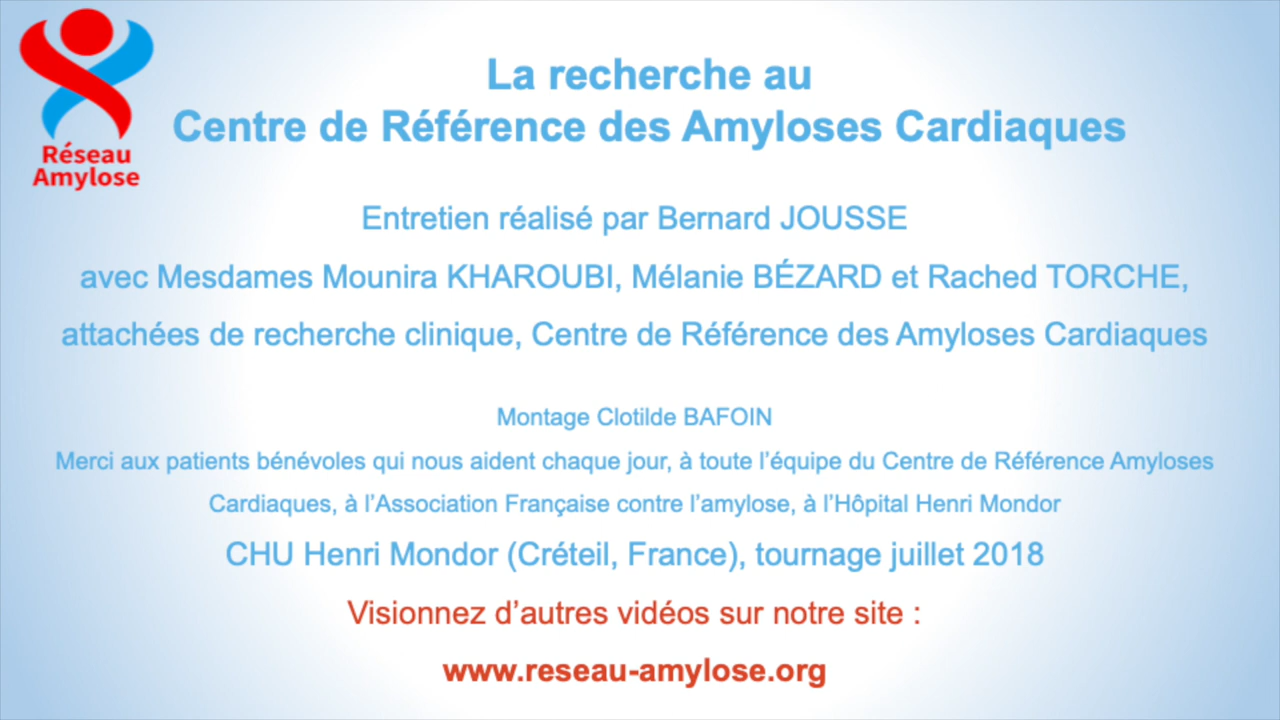 Réseau
Amylose
La recherche au
Centre de Référence des Amyloses Cardiaques
Entretien réalisé par Bernard JOUSSE
avec Mesdames Mounira KHAROUBI, Mélanie BÉZARD et Rached TORCHE,
attachées de recherche clinique, Centre de Référence des Amyloses Cardiaques
Montage Clotilde BAFOIN
Merci aux patients bénévoles qui nous aident chaque jour, à toute l’équipe du Centre de Référence Amyloses
Cardiaques, à l’Association Française contre l’amylose, à l’Hôpital Henri Mondor
CHU Henri Mondor (Créteil, France), tournage juillet 2018
Visionnez d’autres vidéos sur notre site :
www.reseau-amylose.org